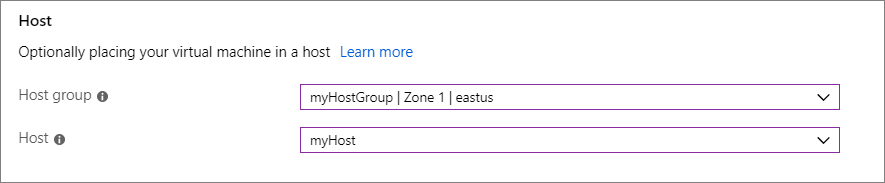 Host
Optionally placing your virtual machine in a host Learn more
Host group
myHostGroup | Zone 1 | eastus
Host
myHost